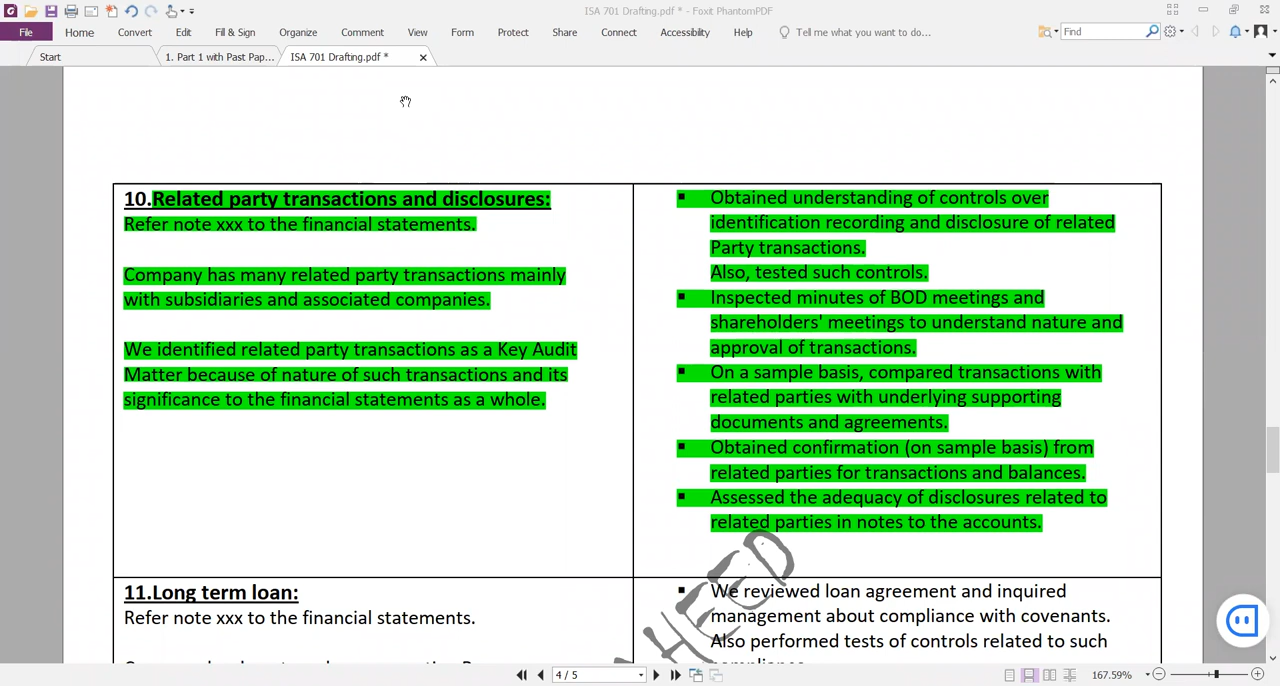 ISA 701 Drafting.pdf * - Foxit PhantomPDF
File Home Convert Edit Fill & Sign Organize Comment View Form Protect Share Connect Accessibility Help Tell me what you want to do... Find
Start 1. Part 1 with Past Pap... ISA 701 Drafting.pdf *
10.Related party transactions and disclosures:
Refer note xxx to the financial statements.
Company has many related party transactions mainly
with subsidiaries and associated companies.
We identified related party transactions as a Key Audit
Matter because of nature of such transactions and its
significance to the financial statements as a whole.
▪ Obtained understanding of controls over
identification recording and disclosure of related
Party transactions.
Also, tested such controls.
▪ Inspected minutes of BOD meetings and
shareholders' meetings to understand nature and
approval of transactions.
▪ On a sample basis, compared transactions with
related parties with underlying supporting
documents and agreements.
▪ Obtained confirmation (on sample basis) from
related parties for transactions and balances.
▪ Assessed the adequacy of disclosures related to
related parties in notes to the accounts.
11.Long term loan:
Refer note xxx to the financial statements.
▪ We reviewed loan agreement and inquired
management about compliance with covenants.
Also performed tests of controls related to such
4 / 5
167.59%